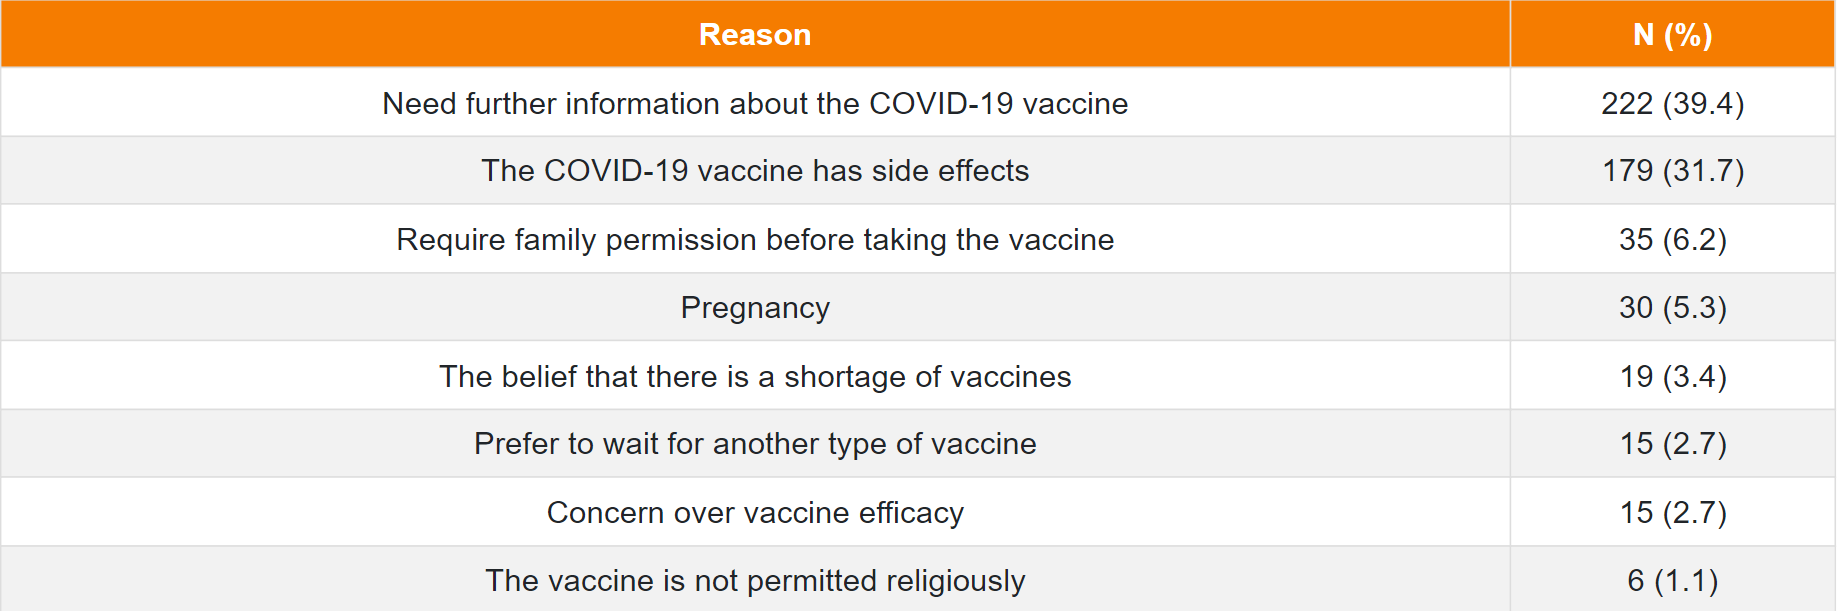 Reason N (%)
Need further information about the COVID-19 vaccine 222 (39.4)
The COVID-19 vaccine has side effects 179 (31.7)
Require family permission before taking the vaccine 35 (6.2)
Pregnancy 30 (5.3)
The belief that there is a shortage of vaccines 19 (3.4)
Prefer to wait for another type of vaccine 15 (2.7)
Concern over vaccine efficacy 15 (2.7)
The vaccine is not permitted religiously 6 (1.1)